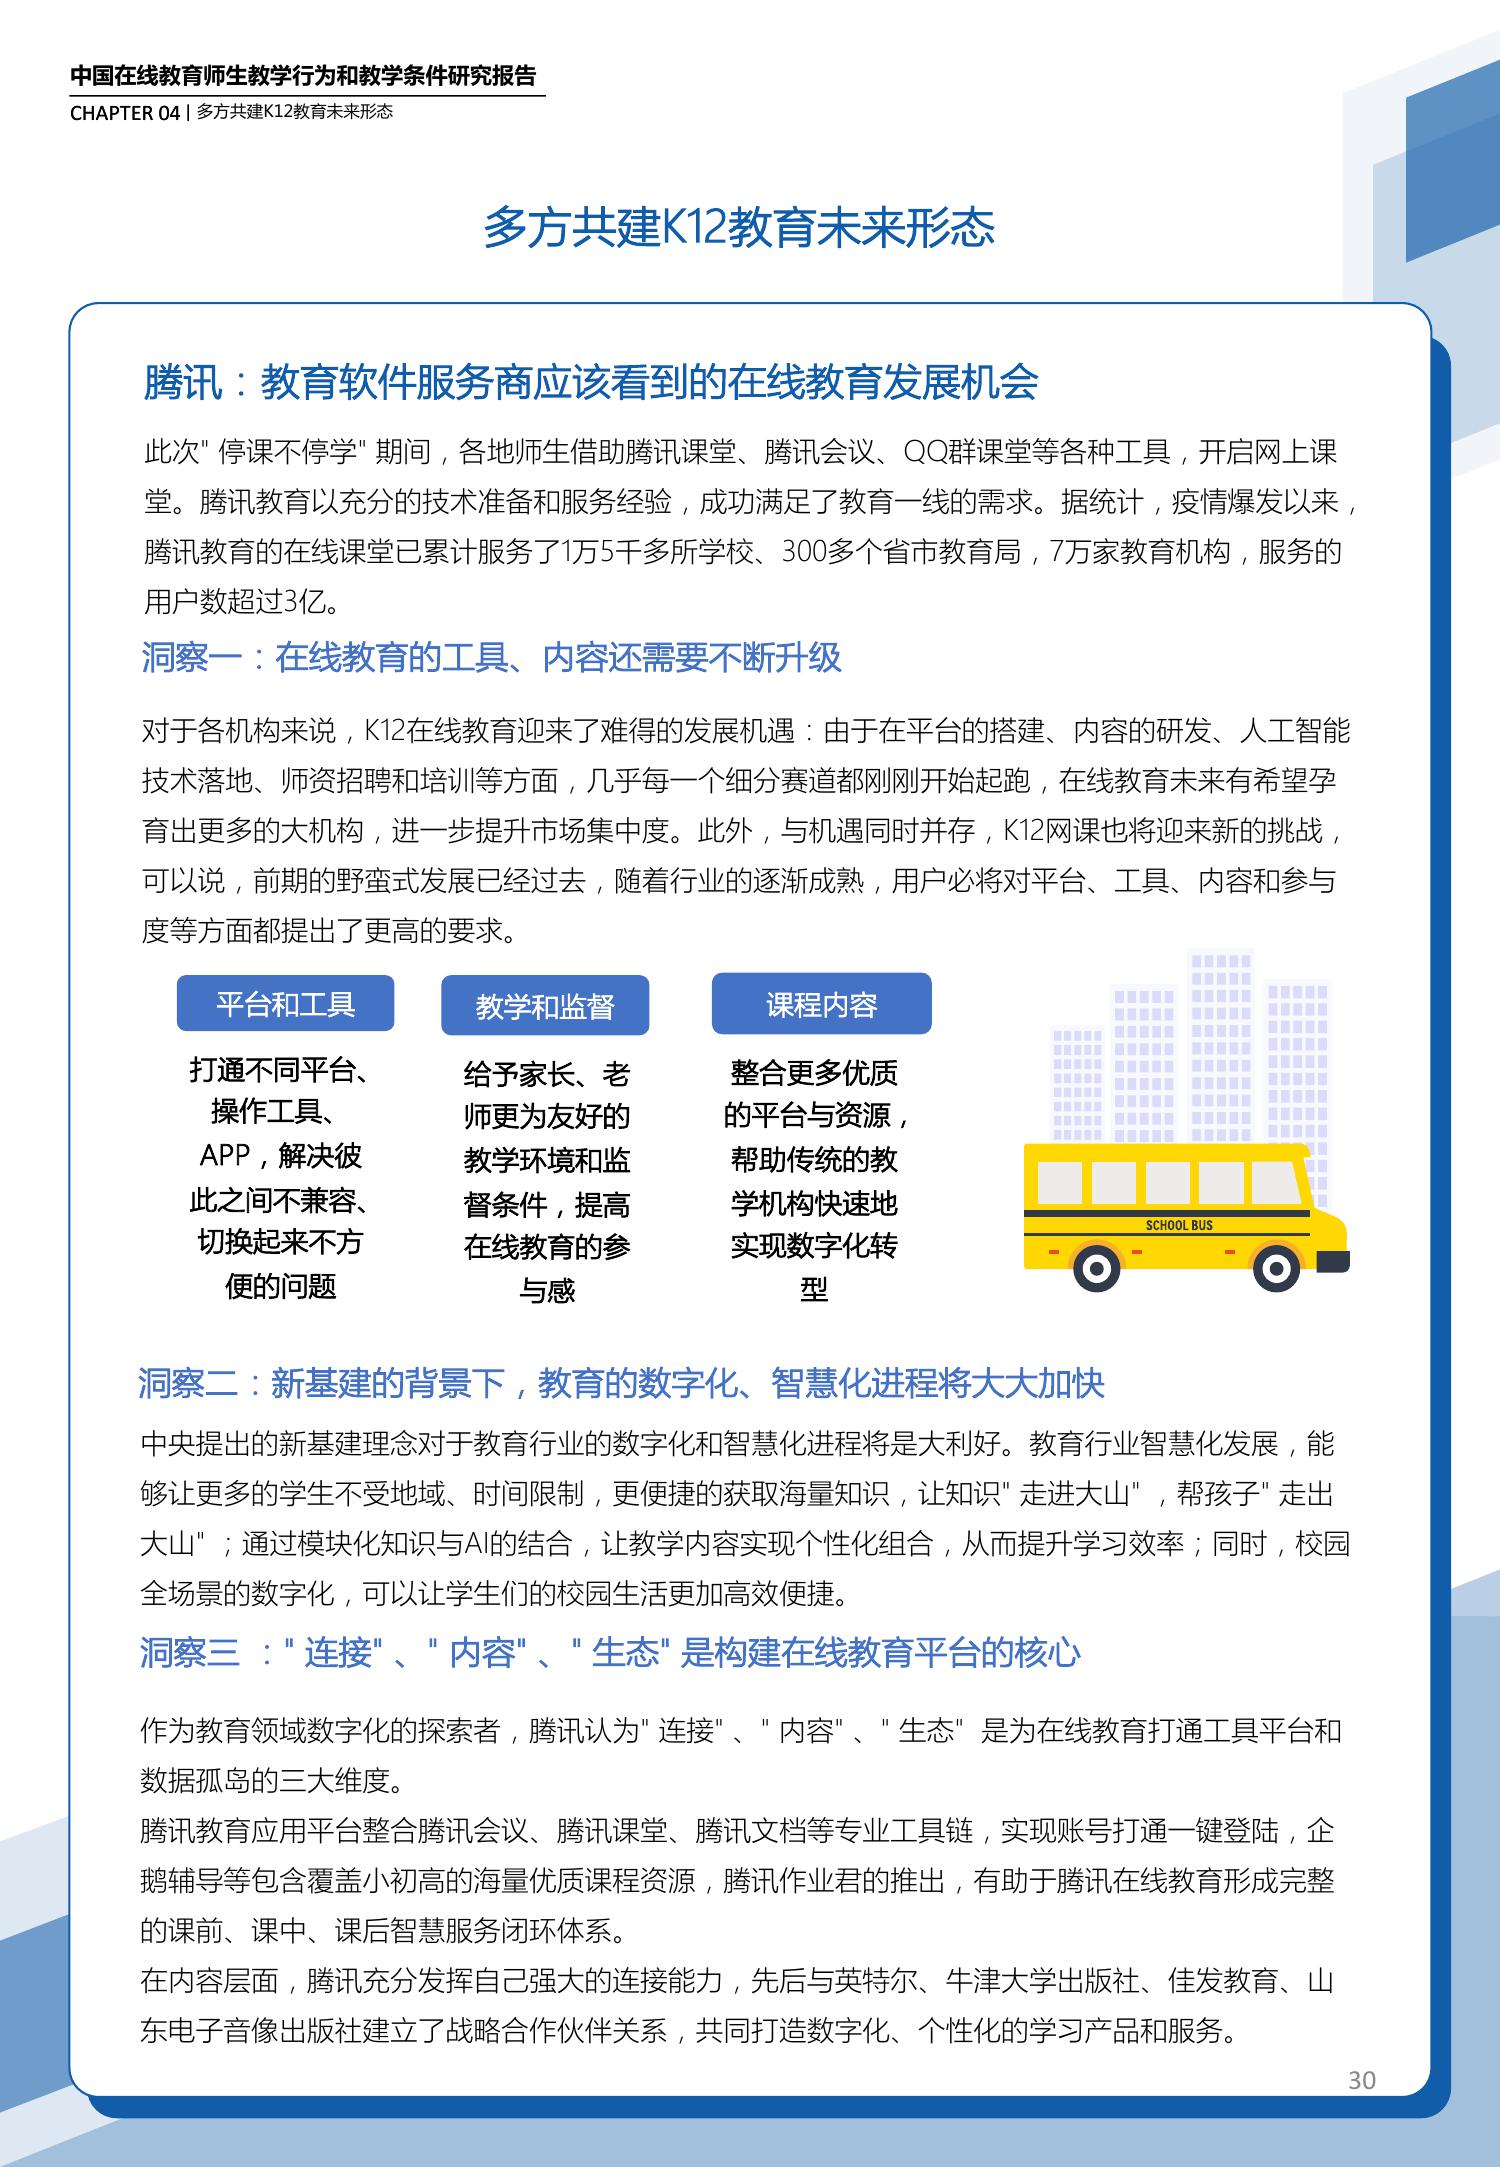 中国在线教育师生教学行为和教学条件研究报告
CHAPTER 04 | 多方共建K12教育未来形态
多方共建K12教育未来形态
腾讯：教育软件服务商应该看到的在线教育发展机会
此次" 停课不停学" 期间，各地师生借助腾讯课堂、腾讯会议、QQ群课堂等各种工具，开启网上课
堂。腾讯教育以充分的技术准备和服务经验，成功满足了教育一线的需求。据统计，疫情爆发以来，
腾讯教育的在线课堂已累计服务了1万5千多所学校、300多个省市教育局，7万家教育机构，服务的
用户数超过3亿。
洞察一：在线教育的工具、内容还需要不断升级
对于各机构来说，K12在线教育迎来了难得的发展机遇：由于在平台的搭建、内容的研发、人工智能
技术落地、师资招聘和培训等方面，几乎每一个细分赛道都刚刚开始起跑，在线教育未来有希望孕
育出更多的大机构，进一步提升市场集中度。此外，与机遇同时并存，K12网课也将迎来新的挑战，
可以说，前期的野蛮式发展已经过去，随着行业的逐渐成熟，用户必将对平台、工具、内容和参与
度等方面都提出了更高的要求。
平台和工具
打通不同平台、
操作工具、
APP，解决彼
此之间不兼容、
切换起来不方
便的问题
教学和监督
给予家长、老
师更为友好的
教学环境和监
督条件，提高
在线教育的参
与感
课程内容
整合更多优质
的平台与资源，
帮助传统的教
学机构快速地
实现数字化转
型
SCHOOL BUS
洞察二：新基建的背景下，教育的数字化、智慧化进程将大大加快
中央提出的新基建理念对于教育行业的数字化和智慧化进程将是大利好。教育行业智慧化发展，能
够让更多的学生不受地域、时间限制，更便捷的获取海量知识，让知识" 走进大山" ，帮孩子" 走出
大山" ；通过模块化知识与AI的结合，让教学内容实现个性化组合，从而提升学习效率；同时，校园
全场景的数字化，可以让学生们的校园生活更加高效便捷。
洞察三 ：" 连接" 、" 内容" 、" 生态" 是构建在线教育平台的核心
作为教育领域数字化的探索者，腾讯认为" 连接" 、" 内容" 、" 生态" 是为在线教育打通工具平台和
数据孤岛的三大维度。
腾讯教育应用平台整合腾讯会议、腾讯课堂、腾讯文档等专业工具链，实现账号打通一键登陆，企
鹅辅导等包含覆盖小初高的海量优质课程资源，腾讯作业君的推出，有助于腾讯在线教育形成完整
的课前、课中、课后智慧服务闭环体系。
在内容层面，腾讯充分发挥自己强大的连接能力，先后与英特尔、牛津大学出版社、佳发教育、山
东电子音像出版社建立了战略合作伙伴关系，共同打造数字化、个性化的学习产品和服务。
30